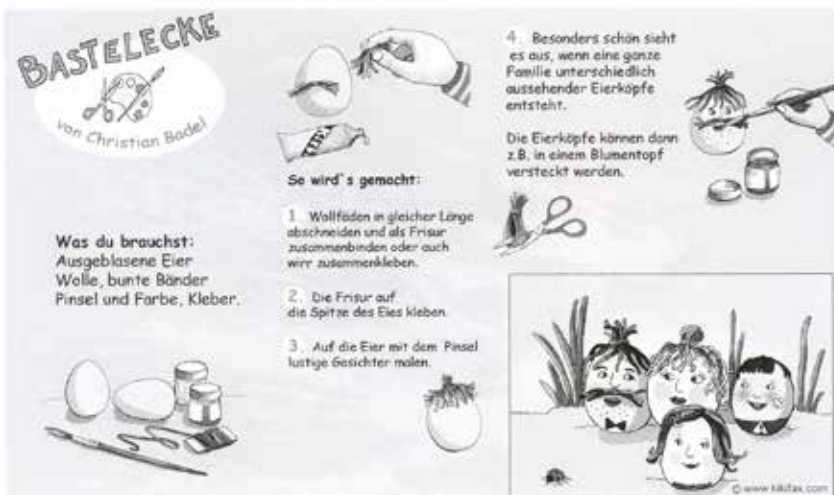 BASTELECKE
von Christian Badel
Was du brauchst:
Ausgeblasene Eier
Wolle, bunte Bänder
Pinsel und Farbe, Kleber.
So wird`s gemacht:
1. Wollfäden in gleicher Länge
abschneiden und als Frisur
zusammenbinden oder auch
wirr zusammenkleben.
2. Die Frisur auf
die Spitze des Eies kleben.
3. Auf die Eier mit dem Pinsel
lustige Gesichter malen.
4. Besonders schön sieht
es aus, wenn eine ganze
Familie unterschiedlich
aussehender Eierköpfe
entsteht.
Die Eierköpfe können dann
z.B. in einem Blumentopf
versteckt werden.
© www.kikifax.com